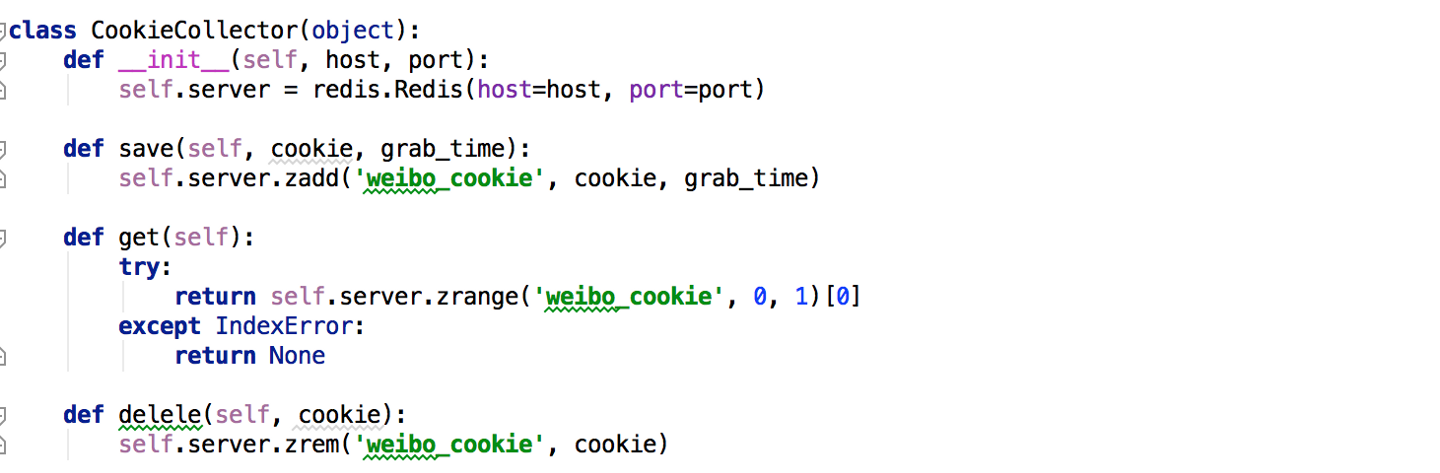 class CookieCollector(object):
    def __init__(self, host, port):
        self.server = redis.Redis(host=host, port=port)
    def save(self, cookie, grab_time):
        self.server.zadd('weibo_cookie', cookie, grab_time)
    def get(self):
        try:
            return self.server.zrange('weibo_cookie', 0, 1)[0]
        except IndexError:
            return None
    def delele(self, cookie):
        self.server.zrem('weibo_cookie', cookie)